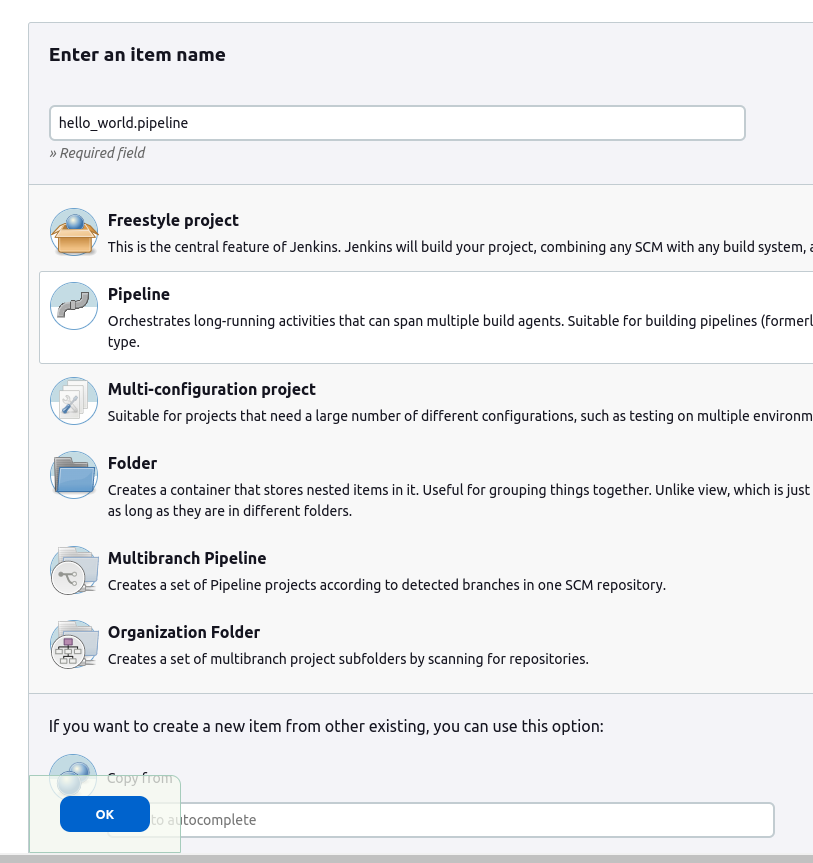 Enter an item name
hello_world.pipeline
» Required field
Freestyle project
This is the central feature of Jenkins. Jenkins will build your project, combining any SCM with any build system,
Pipeline
Orchestrates long-running activities that can span multiple build agents. Suitable for building pipelines
type.
Multi-configuration project
Suitable for projects that need a large number of different configurations, such as testing on multiple
Folder
Creates a container that stores nested items in it. Useful for grouping things together. Unlike view, which is just
as long as they are in different folders.
Multibranch Pipeline
Creates a set of Pipeline projects according to detected branches in one SCM repository.
Organization Folder
Creates a set of multibranch project subfolders by scanning for repositories.
If you want to create a new item from other existing, you can use this option:
Copy from
to autocomplete
OK